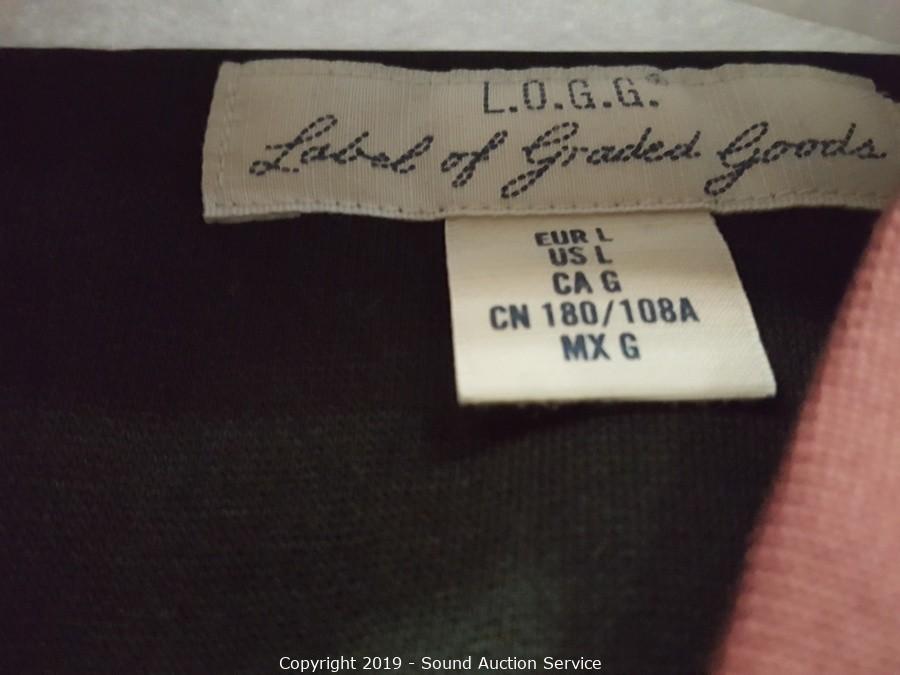 L.O.G.G.®
Label of Graded Goods
EUR L
US L
CA G
CN 180/108A
MX G
Copyright 2019 - Sound Auction Service